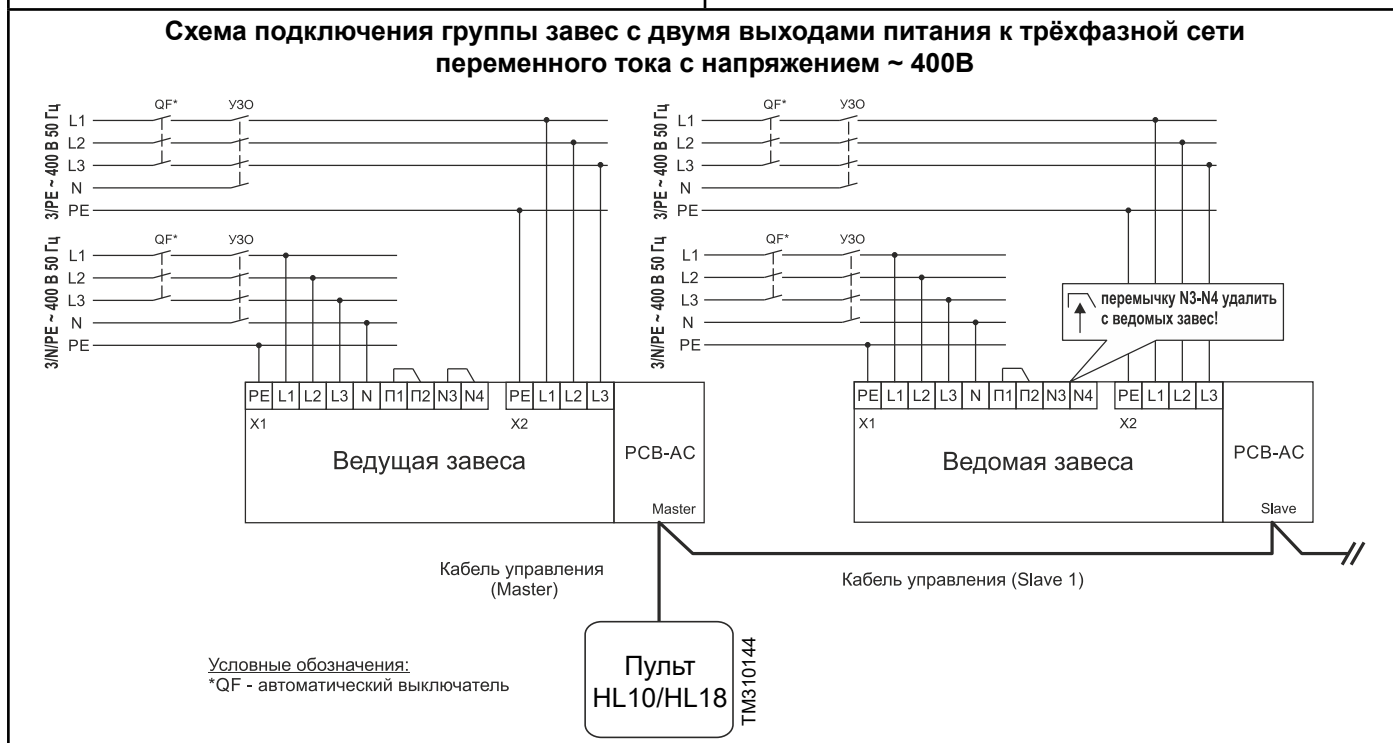 Схема подключения группы завес с двумя выходами питания к трёхфазной сети
переменного тока с напряжением ~ 400В
3/PE ~ 400 В 50 Гц
QF* УЗО
L1
L2
L3
N
PE
3/N/PE ~ 400 В 50 Гц
QF* УЗО
L1
L2
L3
N
PE
PE L1 L2 L3 N П1 П2 N3 N4 PE L1 L2 L3
X1 X2
Ведущая завеса
PCB-AC
Master
3/PE ~ 400 В 50 Гц
QF* УЗО
L1
L2
L3
N
PE
3/N/PE ~ 400 В 50 Гц
QF* УЗО
L1
L2
L3
N
PE
перемычку N3-N4 удалить
с ведомых завес!
PE L1 L2 L3 N П1 П2 N3 N4 PE L1 L2 L3
X1 X2
Ведомая завеса
PCB-AC
Slave
Кабель управления
(Master)
Кабель управления (Slave 1)
Пульт
HL10/HL18
TM310144
Условные обозначения:
*QF - автоматический выключатель